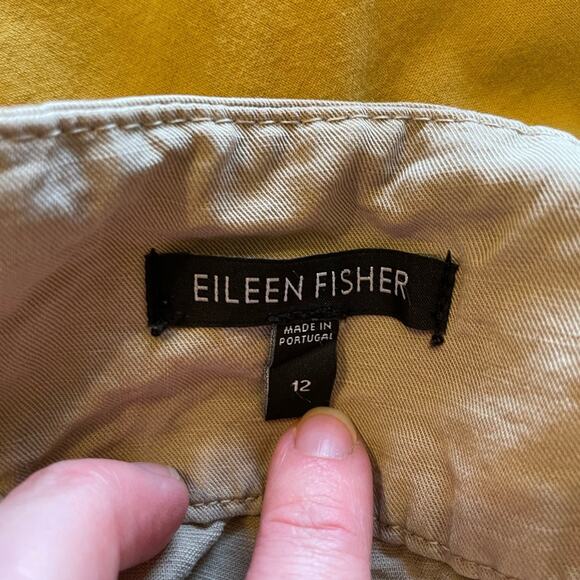 EILEEN FISHER
MADE IN
PORTUGAL
12